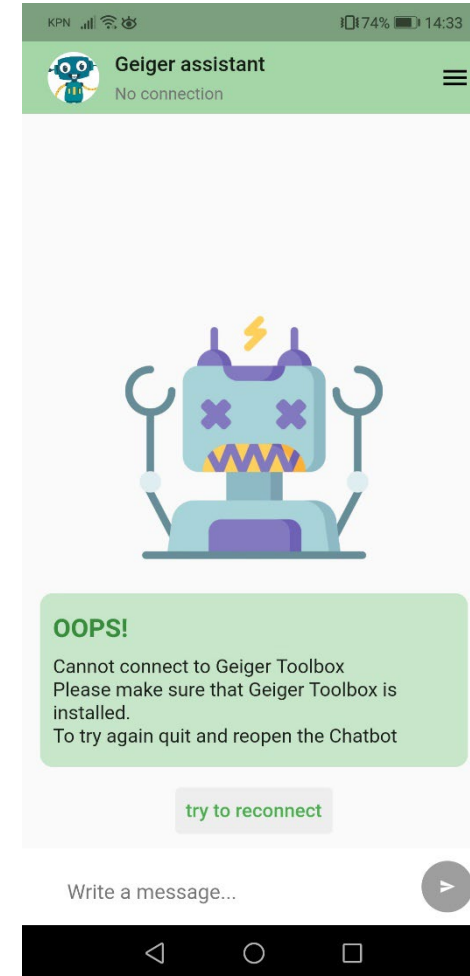 KPN 74% 14:33
Geiger assistant
No connection
OOPS!
Cannot connect to Geiger Toolbox
Please make sure that Geiger Toolbox is
installed.
To try again quit and reopen the Chatbot
try to reconnect
Write a message...